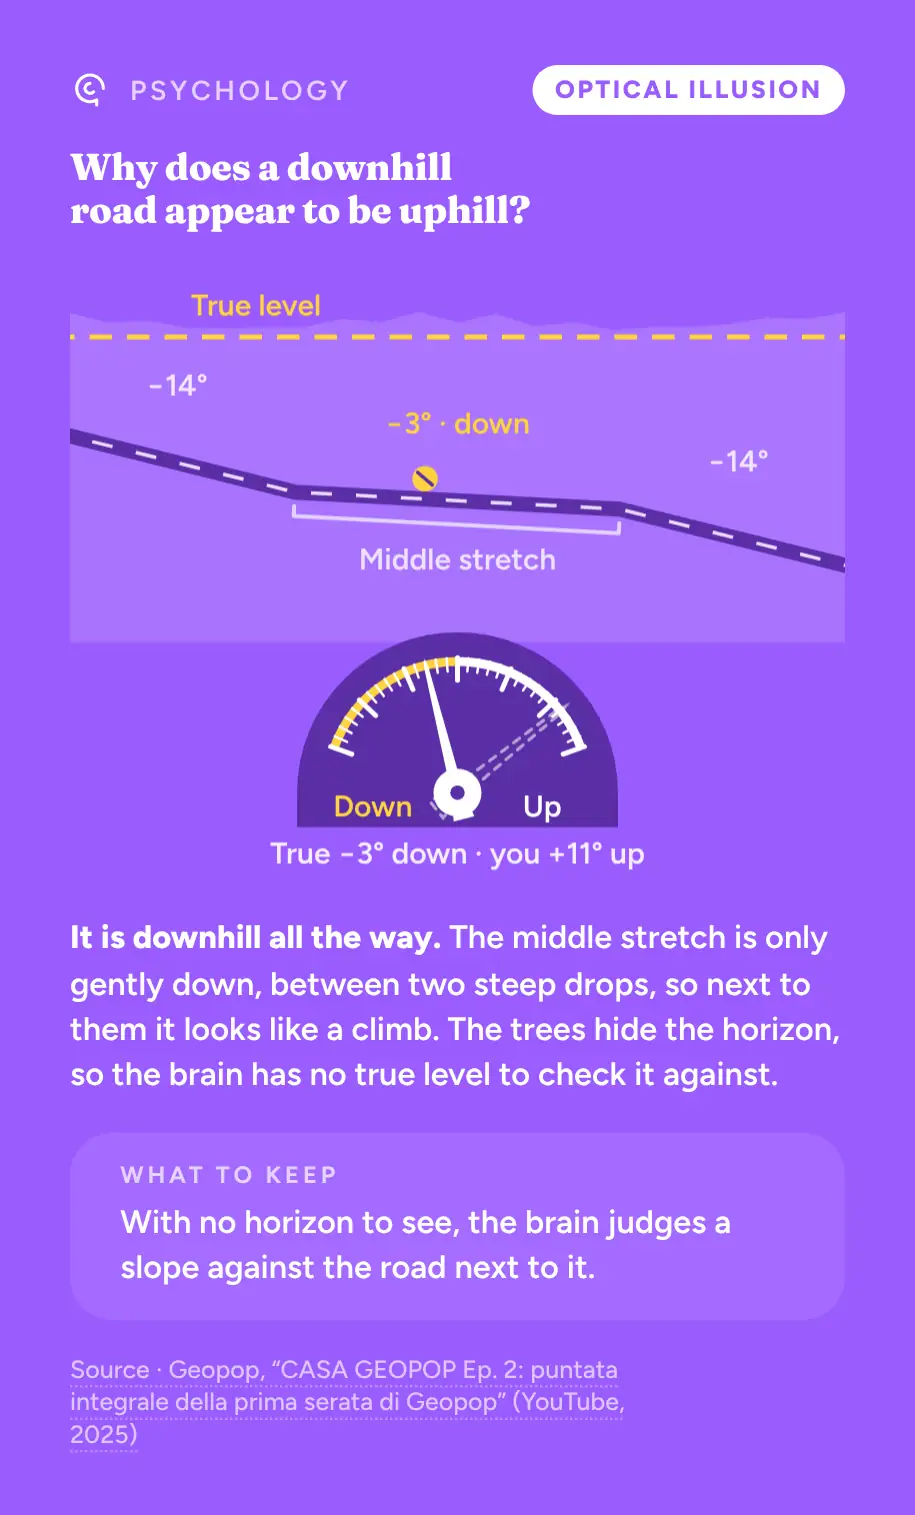 PSYCHOLOGY
OPTICAL ILLUSION
Why does a downhill
road appear to be uphill?
True level
−14°
−3° · down
−14°
Middle stretch
Down
Up
True −3° down · you +11° up
It is downhill all the way. The middle stretch is only
gently down, between two steep drops, so next to
them it looks like a climb. The trees hide the horizon,
so the brain has no true level to check it against.
WHAT TO KEEP
With no horizon to see, the brain judges a
slope against the road next to it.
Source · Geopop, “CASA GEOPOP Ep. 2: puntata
integrale della prima serata di Geopop” (YouTube,
2025)